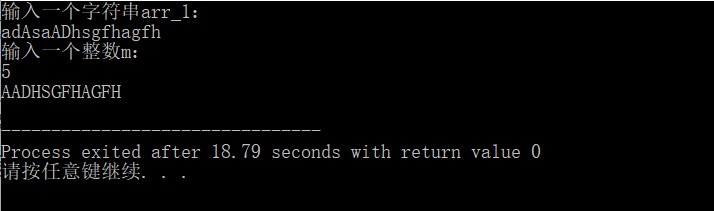 输入一个字符串arr_1:
adAsaADhsgfhagfh
输入一个整数m:
5
AADHSGFHAGFH
--------------------------------
Process exited after 18.79 seconds with return value 0
请按任意键继续. . .